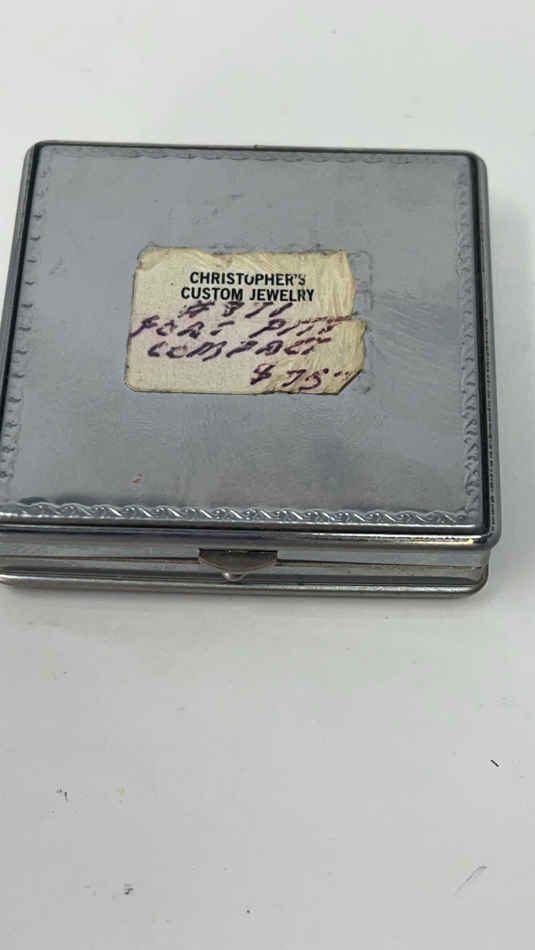 CHRISTOPHER'S
CUSTOM JEWELRY
# 371
FORT PITT
COMPACT
$ 75